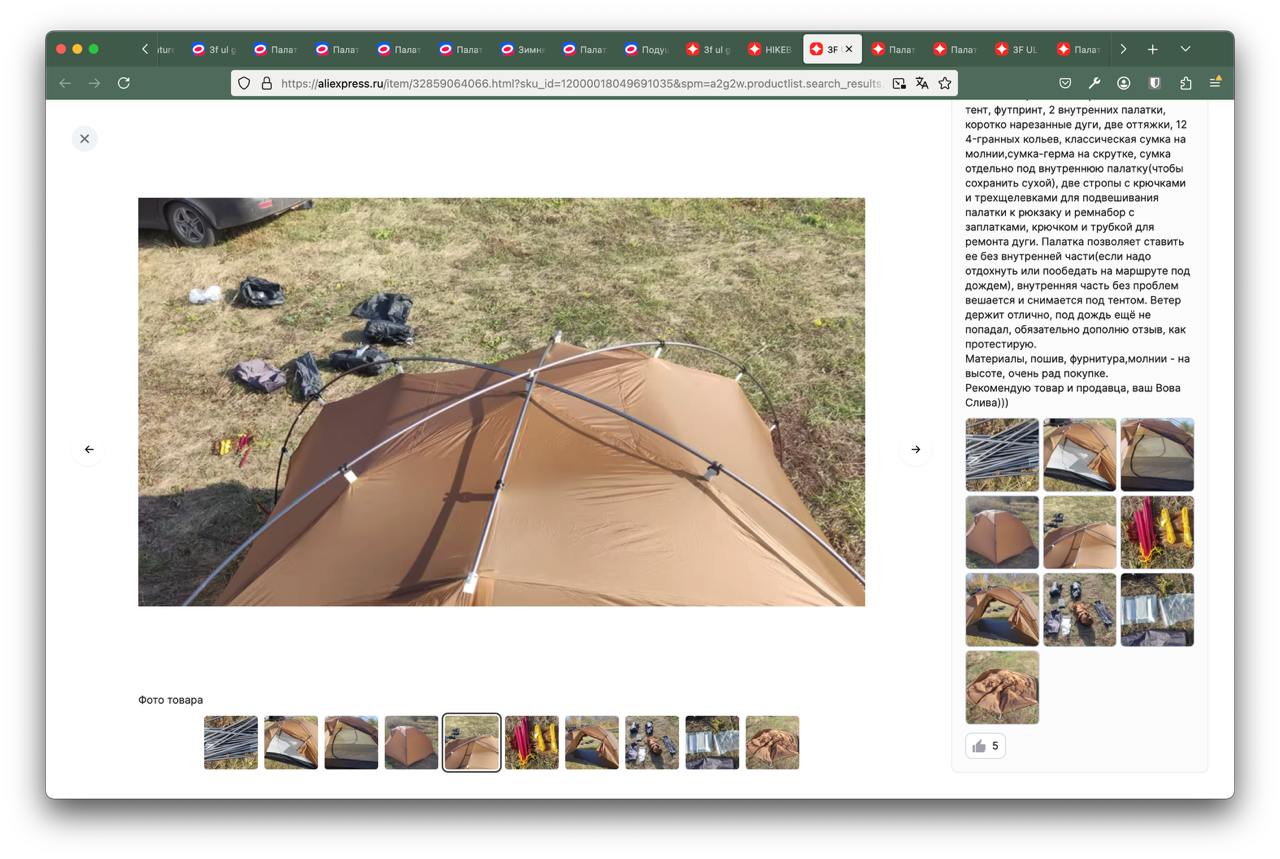 3f ul g
Палат
Палат
Палат
Палат
Зимн
Палат
Подуш
3f ul g
HIKEB
3F
Палат
Палат
3F UL
Палат
https://aliexpress.ru/item/32859064066.html?sku_id=12000018049691035&spm=a2g2w.productlist.search_results.
тент, футпринт, 2 внутренних палатки,
коротко нарезанные дуги, две оттяжки, 12
4-гранных кольев, классическая сумка на
молнии,сумка-герма на скрутке, сумка
отдельно под внутреннюю палатку(чтобы
сохранить сухой), две стропы с крючками
и трехщелевками для подвешивания
палатки к рюкзаку и ремнабор с
заплатками, крючком и трубкой для
ремонта дуги. Палатка позволяет ставить
ее без внутренней части(если надо
отдохнуть или пообедать на маршруте под
дождем), внутренняя часть без проблем
вешается и снимается под тентом. Ветер
держит отлично, под дождь ещё не
попадал, обязательно дополню отзыв, как
протестирую.
Материалы, пошив, фурнитура,молнии - на
высоте, очень рад покупке.
Рекомендую товар и продавца, ваш Вова
Слива)))
5
Фото товара